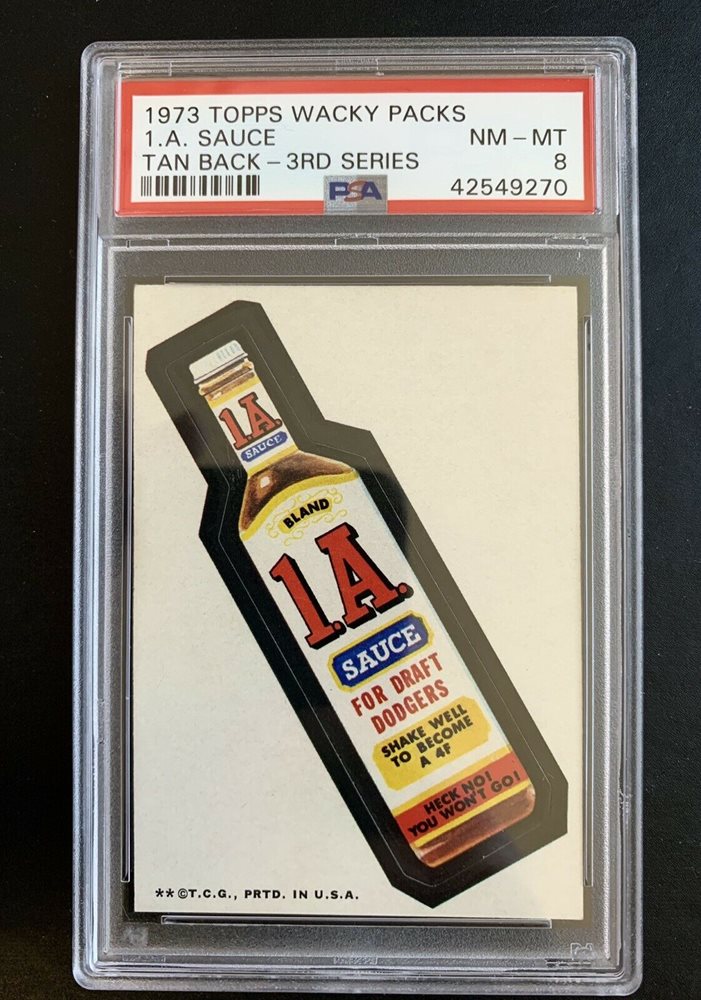 1973 TOPPS WACKY PACKS
1.A. SAUCE NM-MT
TAN BACK-3RD SERIES 8
PSA 42549270
1.A.
SAUCE
BLAND
1.A.
SAUCE
FOR DRAFT
DODGERS
SHAKE WELL
TO BECOME
A 4F
HECK NO!
YOU WON'T GO!
**©T.C.G., PRTD. IN U.S.A.